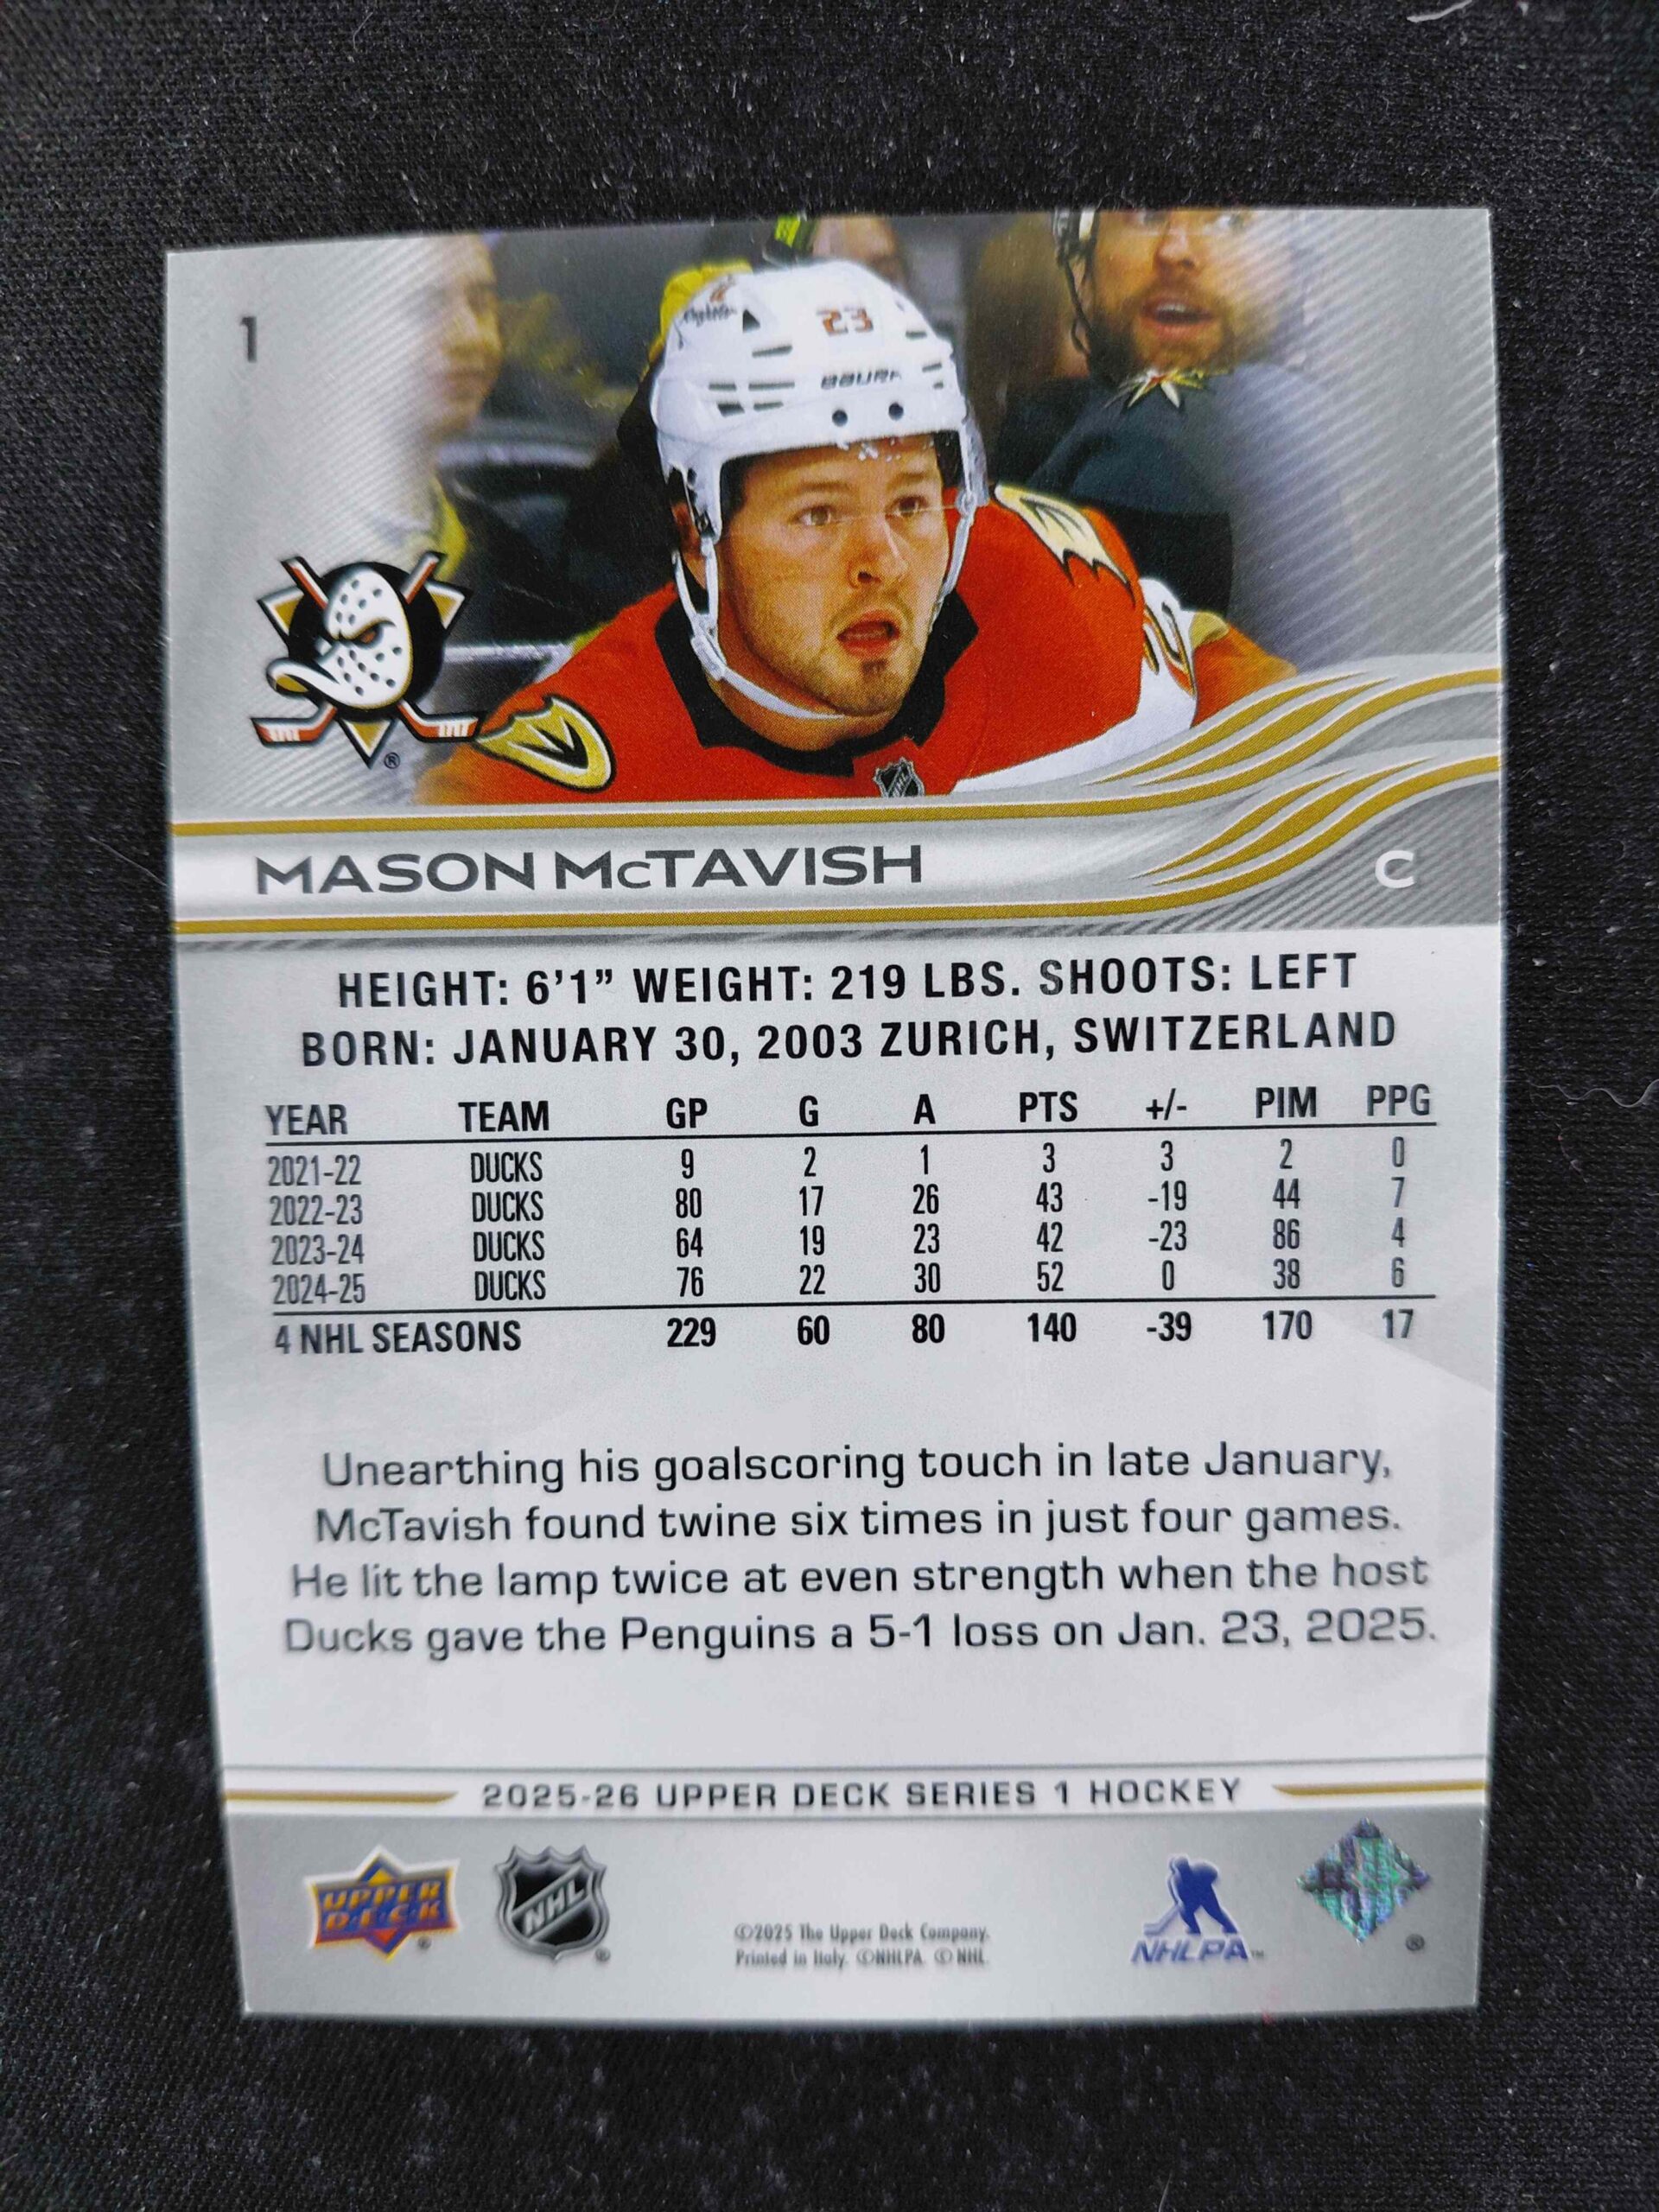 1
23
BAUER
MASON McTAVISH
C
HEIGHT: 6'1" WEIGHT: 219 LBS. SHOOTS: LEFT
BORN: JANUARY 30, 2003 ZURICH, SWITZERLAND
YEAR TEAM GP G A PTS +/- PIM PPG
2021-22 DUCKS 9 2 1 3 3 2 0
2022-23 DUCKS 80 17 26 43 -19 44 7
2023-24 DUCKS 64 19 23 42 -23 86 4
2024-25 DUCKS 76 22 30 52 0 38 6
4 NHL SEASONS 229 60 80 140 -39 170 17
Unearthing his goalscoring touch in late January,
McTavish found twine six times in just four games.
He lit the lamp twice at even strength when the host
Ducks gave the Penguins a 5-1 loss on Jan. 23, 2025.
2025-26 UPPER DECK SERIES 1 HOCKEY
UPPER
DECK
®
NHL
®
©2025 The Upper Deck Company.
Printed in Italy. ©NHLPA. © NHL.
NHLPA™
®